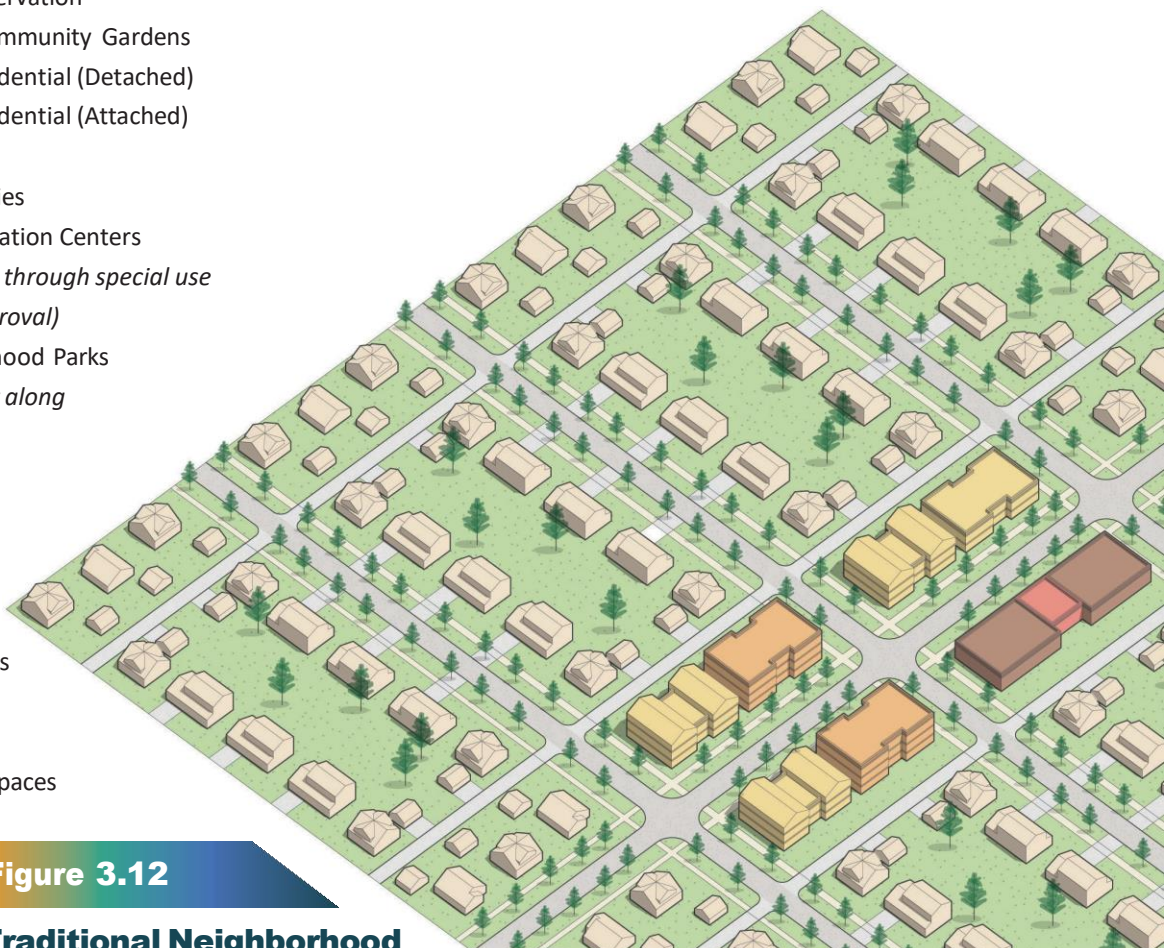 ervation
mmunity Gardens
dential (Detached)
dential (Attached)
ies
ation Centers
through special use
roval)
hood Parks
along
s
paces
Figure 3.12
Traditional Neighborhood